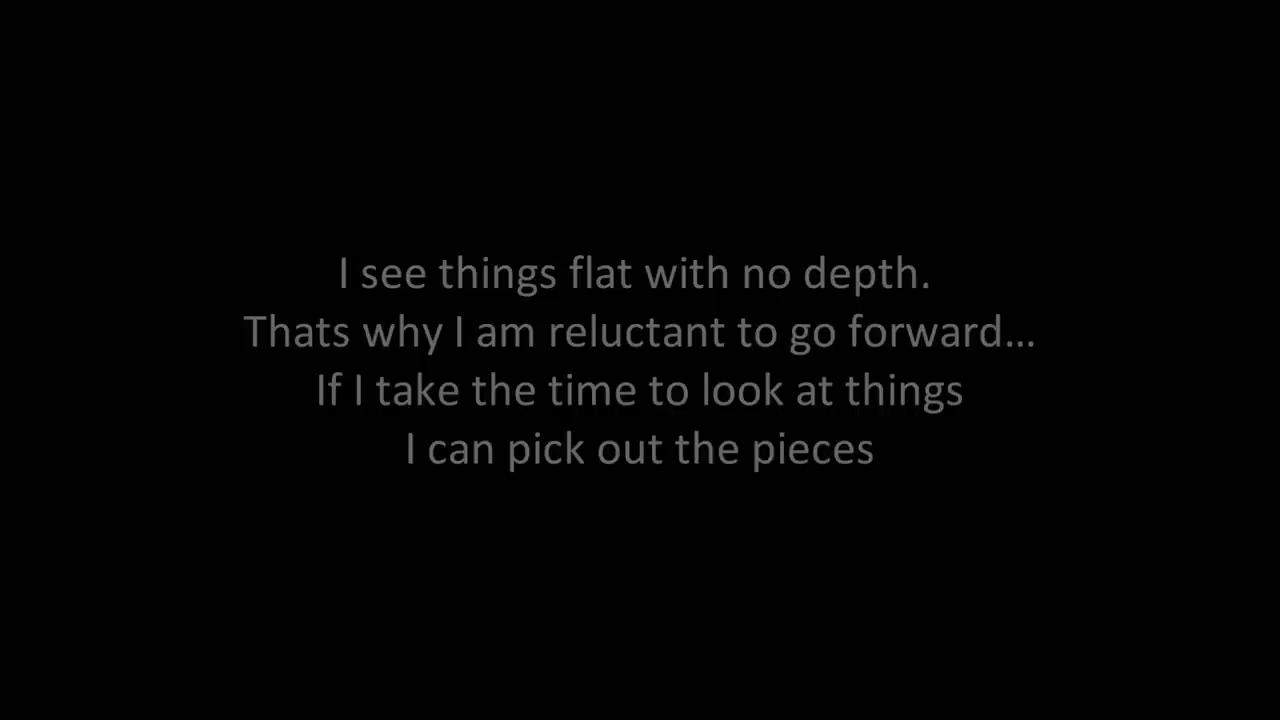 I see things flat with no depth.
Thats why I am reluctant to go forward...
If I take the time to look at things
I can pick out the pieces